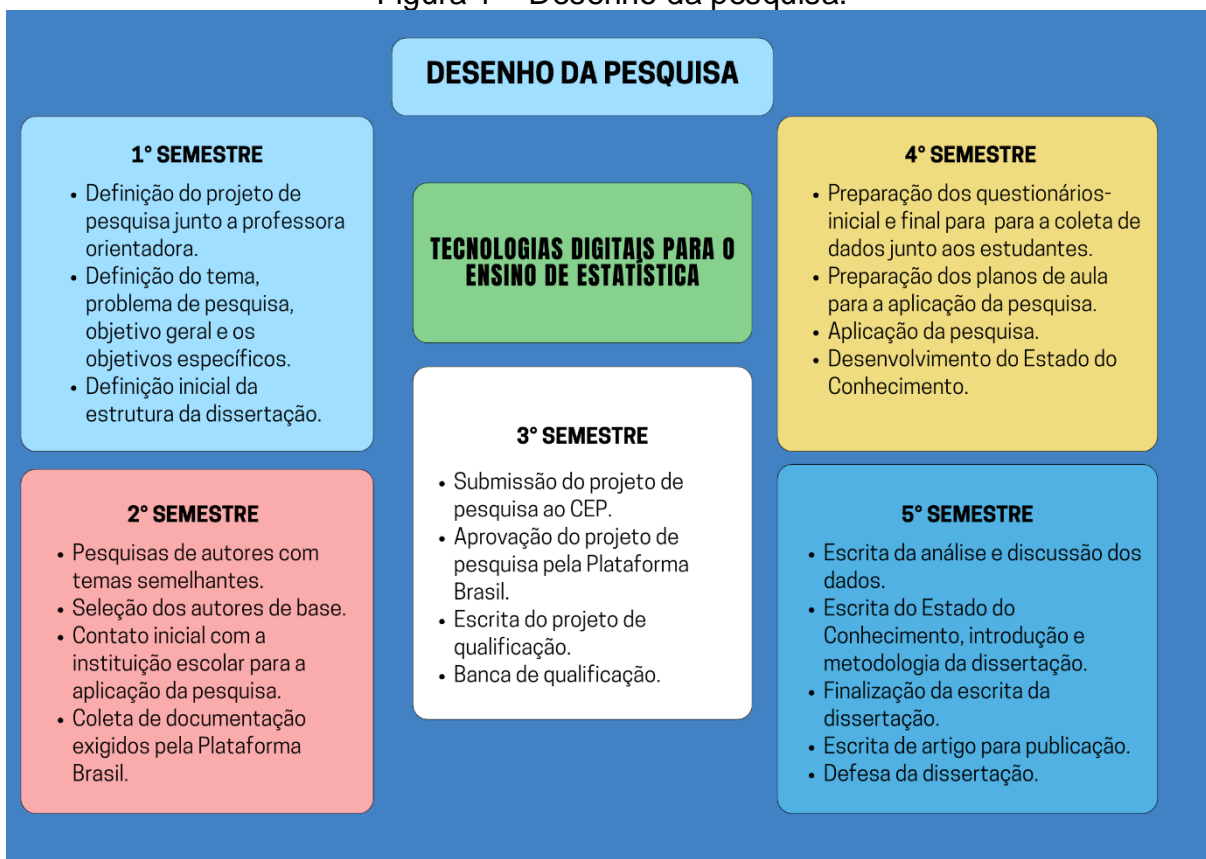 Figura 1 – Desenho da pesquisa.
DESENHO DA PESQUISA
1° SEMESTRE
• Definição do projeto de
pesquisa junto a professora
orientadora.
• Definição do tema,
problema de pesquisa,
objetivo geral e os
objetivos específicos.
• Definição inicial da
estrutura da dissertação.
2° SEMESTRE
• Pesquisas de autores com
temas semelhantes.
• Seleção dos autores de base.
• Contato inicial com a
instituição escolar para a
aplicação da pesquisa.
• Coleta de documentação
exigidos pela Plataforma
Brasil.
TECNOLOGIAS DIGITAIS PARA O
ENSINO DE ESTATÍSTICA
3° SEMESTRE
• Submissão do projeto de
pesquisa ao CEP.
• Aprovação do projeto de
pesquisa pela Plataforma
Brasil.
• Escrita do projeto de
qualificação.
• Banca de qualificação.
4° SEMESTRE
• Preparação dos questionários-
inicial e final para para a coleta de
dados junto aos estudantes.
• Preparação dos planos de aula
para a aplicação da pesquisa.
• Aplicação da pesquisa.
• Desenvolvimento do Estado do
Conhecimento.
5° SEMESTRE
• Escrita da análise e discussão dos
dados.
• Escrita do Estado do
Conhecimento, introdução e
metodologia da dissertação.
• Finalização da escrita da
dissertação.
• Escrita de artigo para publicação.
• Defesa da dissertação.